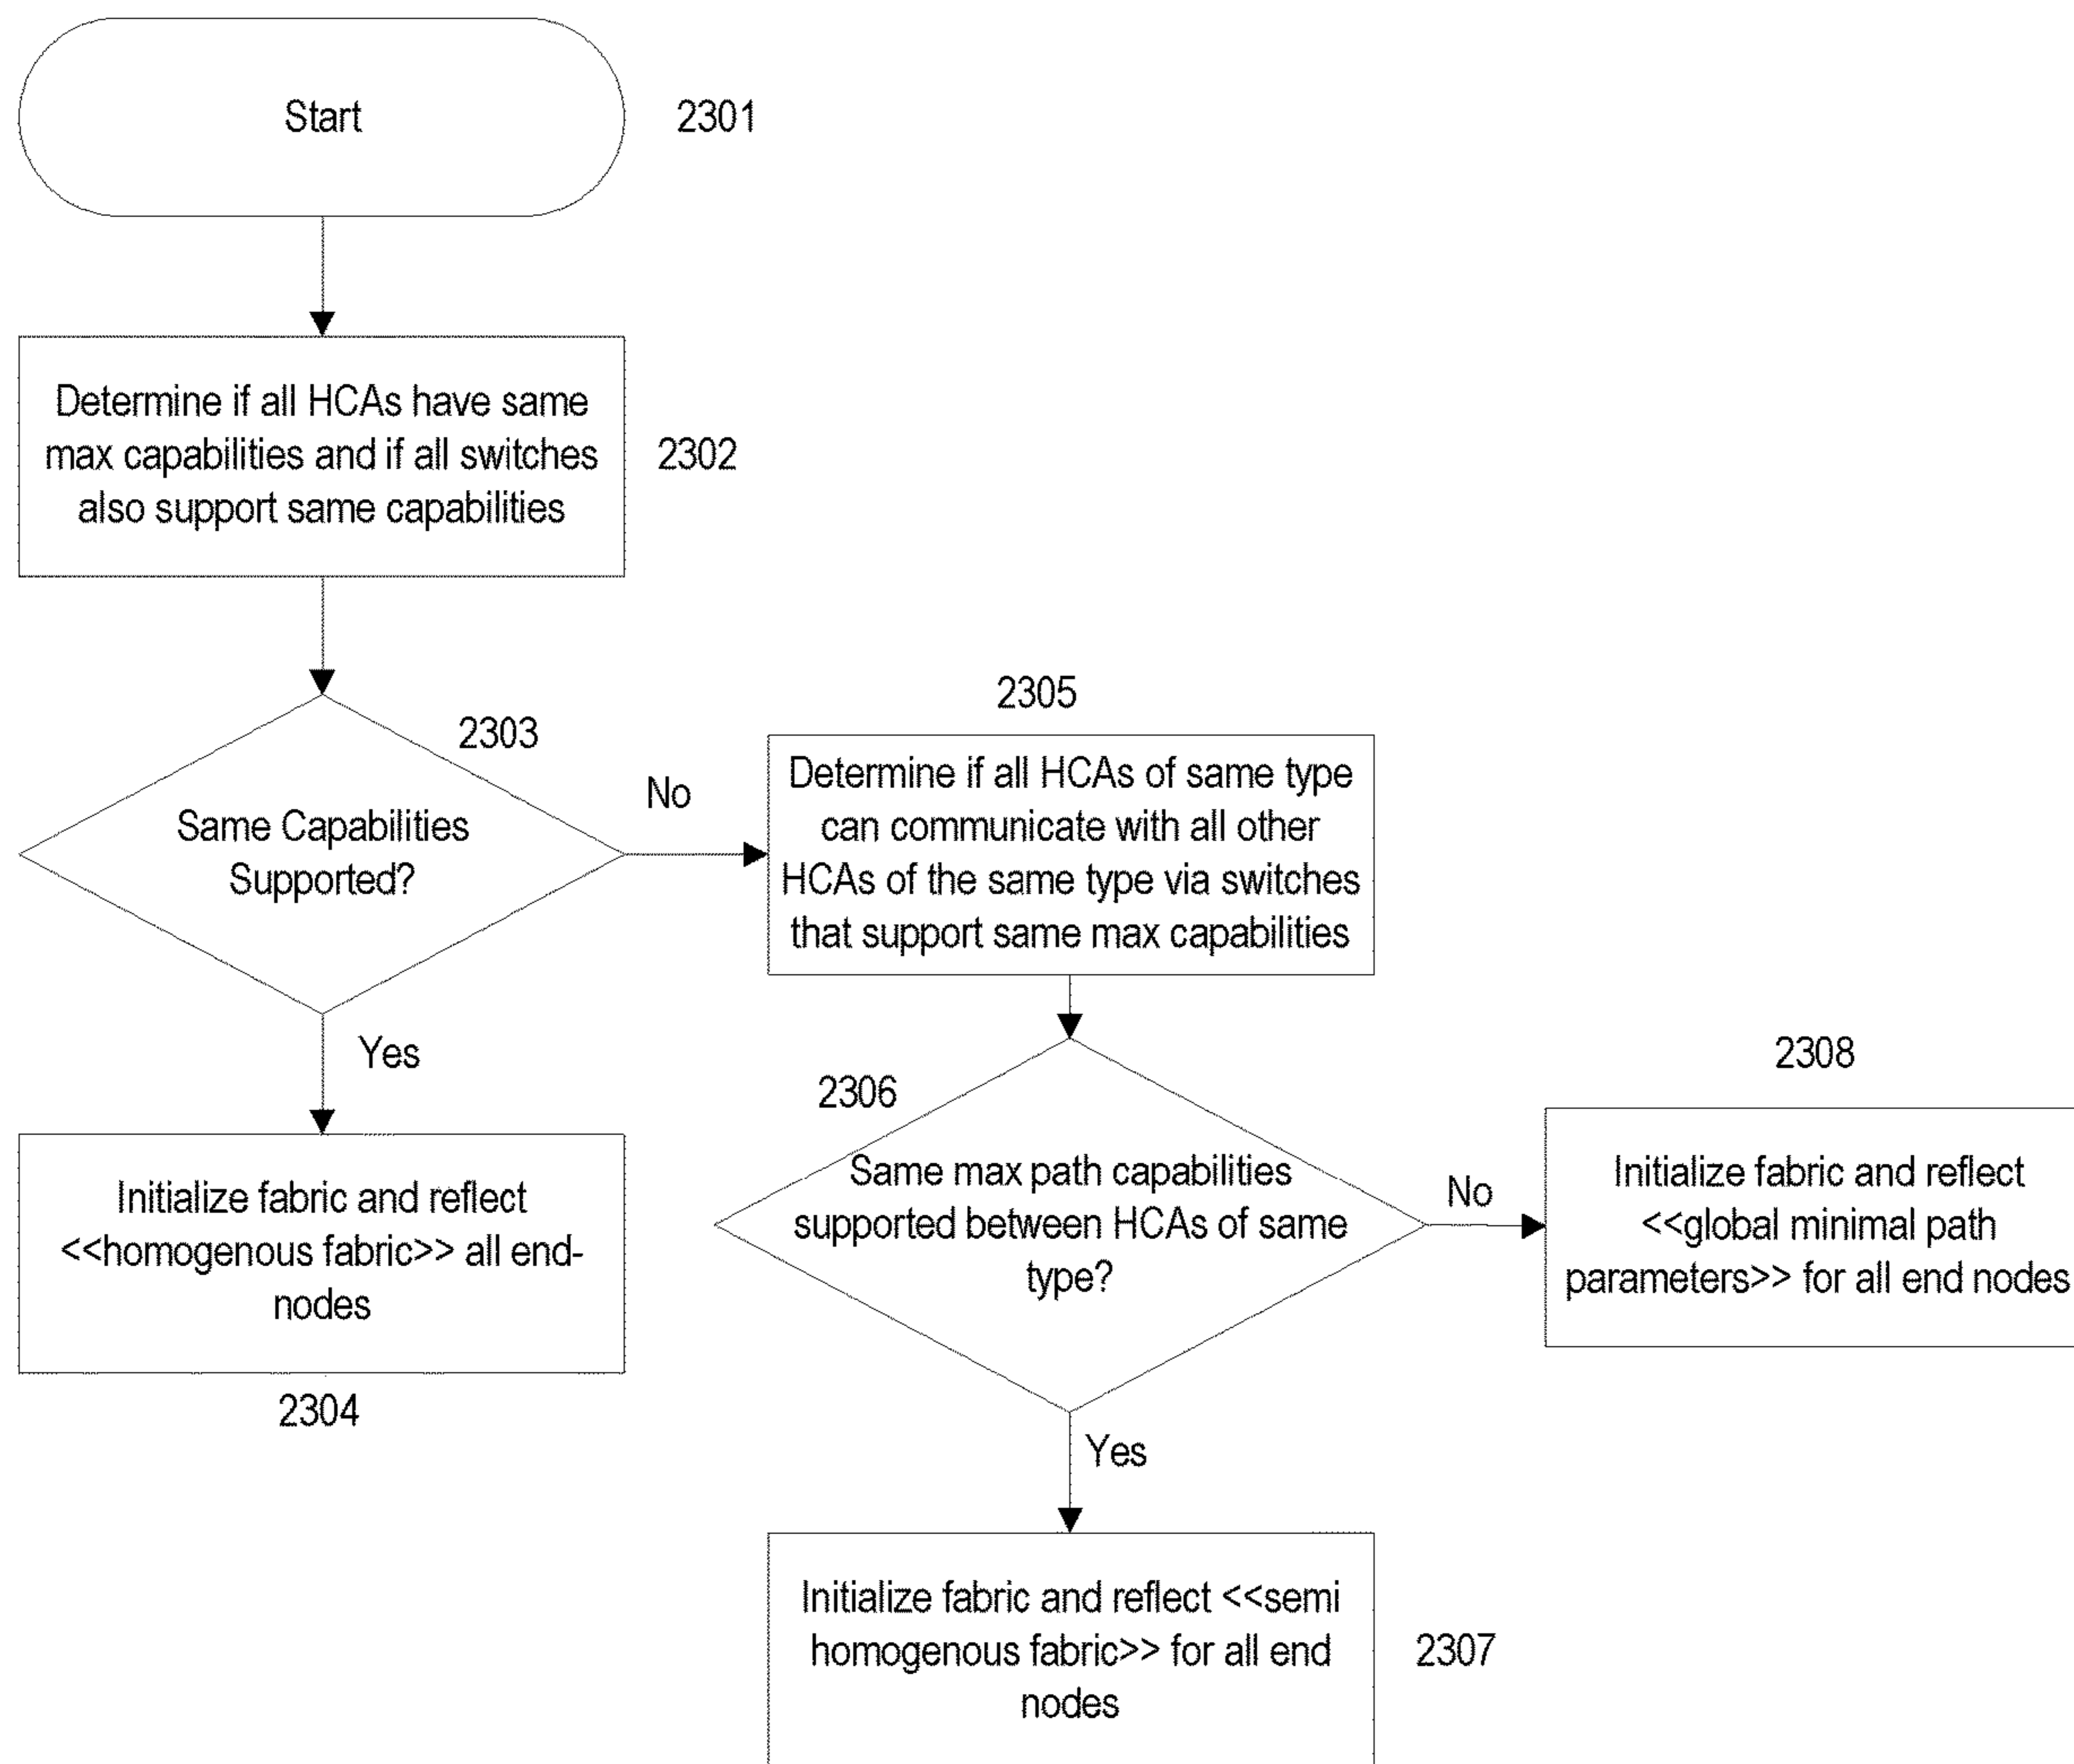 Start
2301
Determine if all HCAs have same
max capabilities and if all switches
also support same capabilities
2302
2303
Same Capabilities
Supported?
No
Yes
Initialize fabric and reflect
<<homogenous fabric>> all end-
nodes
2304
2305
Determine if all HCAs of same type
can communicate with all other
HCAs of the same type via switches
that support same max capabilities
2306
Same max path capabilities
supported between HCAs of same
type?
No
Yes
2308
Initialize fabric and reflect
<<global minimal path
parameters>> for all end nodes
Initialize fabric and reflect <<semi
homogenous fabric>> for all end
nodes
2307